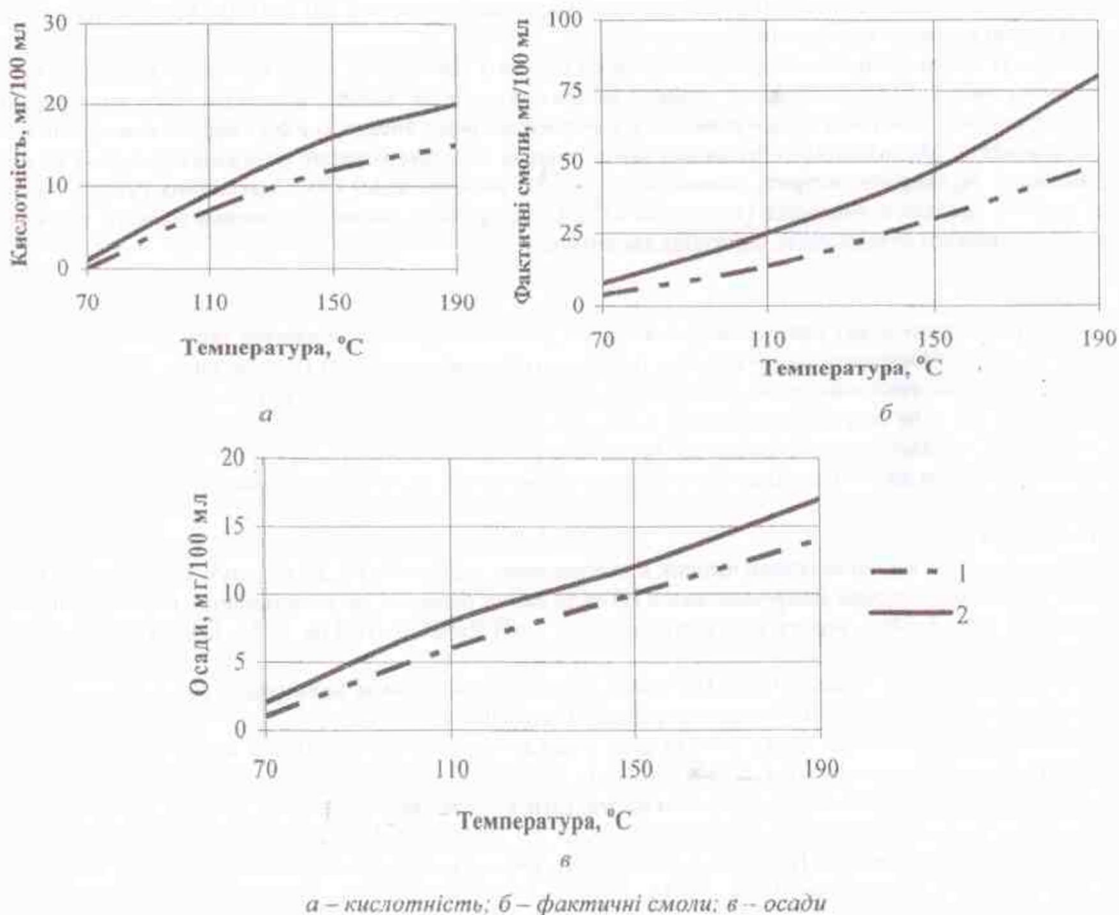 Кислотність, мг/100 мл
30
20
10
0
70 110 150 190
Температура, °С
а
Фактичні смоли, мг/100 мл
100
75
50
25
0
70 110 150 190
Температура, °С
б
Осади, мг/100 мл
20
15
10
5
0
70 110 150 190
Температура, °С
в
1
2
а – кислотність; б – фактичні смоли; в – осади